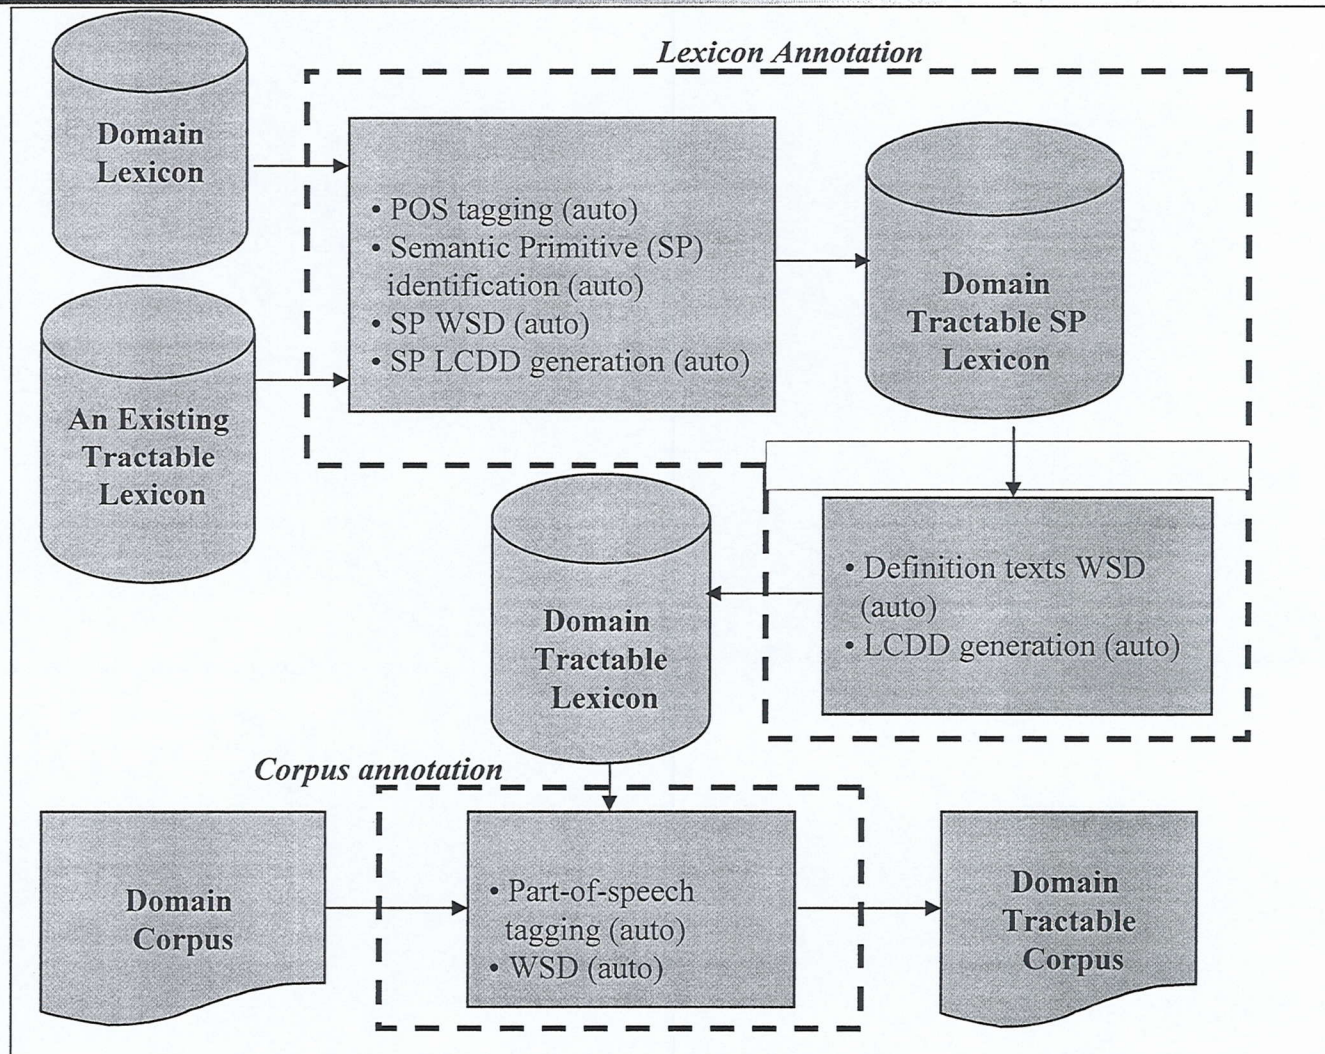 Lexicon Annotation
Domain
Lexicon
• POS tagging (auto)
• Semantic Primitive (SP)
identification (auto)
• SP WSD (auto)
• SP LCDD generation (auto)
Domain
Tractable SP
Lexicon
An Existing
Tractable
Lexicon
• Definition texts WSD
(auto)
• LCDD generation (auto)
Domain
Tractable
Lexicon
Corpus annotation
Domain
Corpus
• Part-of-speech
tagging (auto)
• WSD (auto)
Domain
Tractable
Corpus